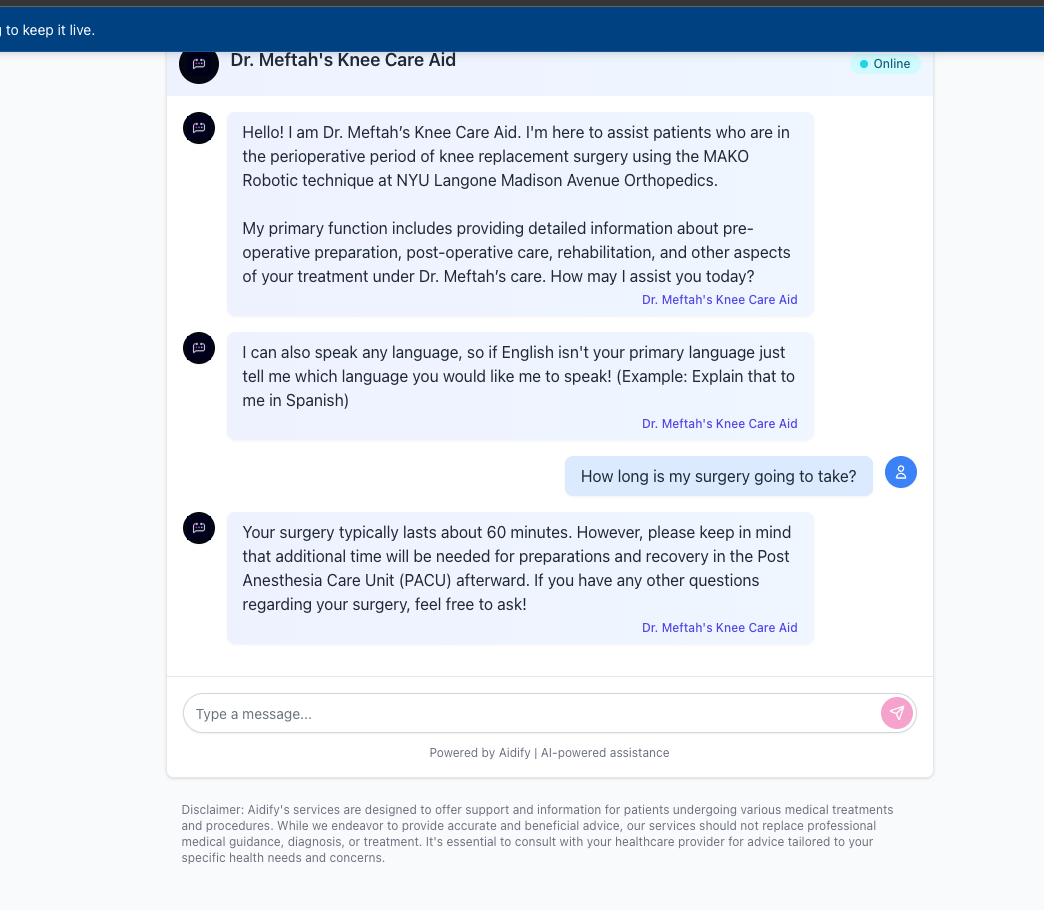 to keep it live.
Dr. Meftah's Knee Care Aid
Online
Hello! I am Dr. Meftah’s Knee Care Aid. I'm here to assist patients who are in
the perioperative period of knee replacement surgery using the MAKO
Robotic technique at NYU Langone Madison Avenue Orthopedics.
My primary function includes providing detailed information about pre-
operative preparation, post-operative care, rehabilitation, and other aspects
of your treatment under Dr. Meftah’s care. How may I assist you today?
Dr. Meftah's Knee Care Aid
I can also speak any language, so if English isn't your primary language just
tell me which language you would like me to speak! (Example: Explain that to
me in Spanish)
Dr. Meftah's Knee Care Aid
How long is my surgery going to take?
Your surgery typically lasts about 60 minutes. However, please keep in mind
that additional time will be needed for preparations and recovery in the Post
Anesthesia Care Unit (PACU) afterward. If you have any other questions
regarding your surgery, feel free to ask!
Dr. Meftah's Knee Care Aid
Type a message...
Powered by Aidify | AI-powered assistance
Disclaimer: Aidify's services are designed to offer support and information for patients undergoing various medical treatments
and procedures. While we endeavor to provide accurate and beneficial advice, our services should not replace professional
medical guidance, diagnosis, or treatment. It's essential to consult with your healthcare provider for advice tailored to your
specific health needs and concerns.